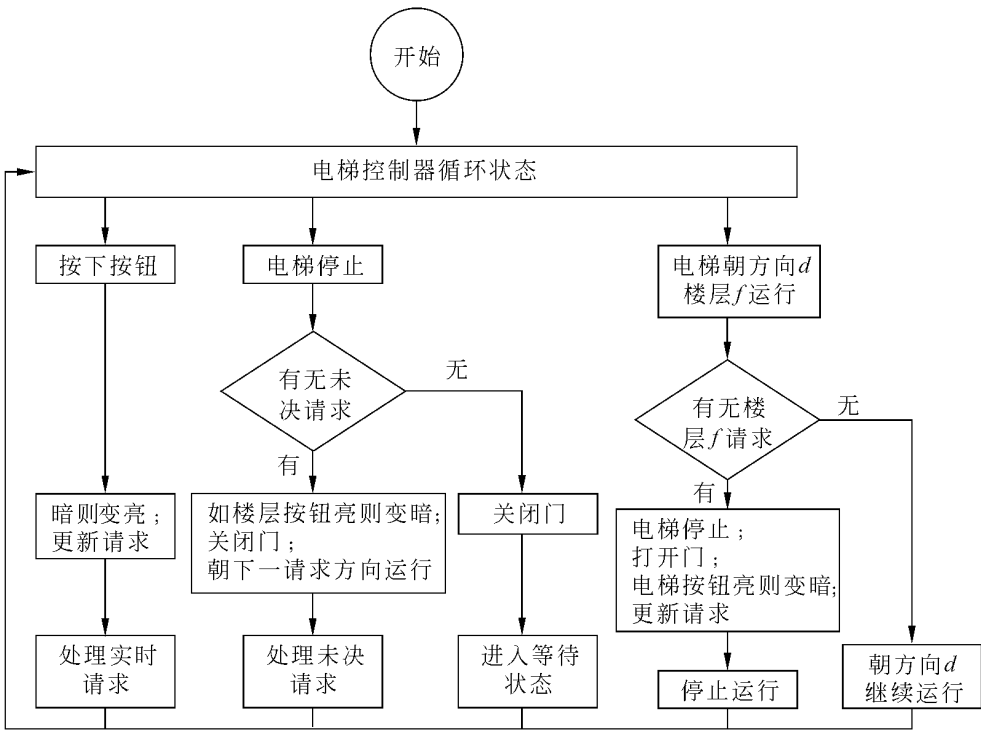 开始
电梯控制器循环状态
按下按钮
电梯停止
电梯朝方向d
楼层f运行
有无未
决请求
无
有
有无楼
层f请求
无
有
暗则变亮;
更新请求
如楼层按钮亮则变暗;
关闭门;
朝下一请求方向运行
关闭门
电梯停止;
打开门;
电梯按钮亮则变暗;
更新请求
处理实时
请求
处理未决
请求
进入等待
状态
停止运行
朝方向d
继续运行